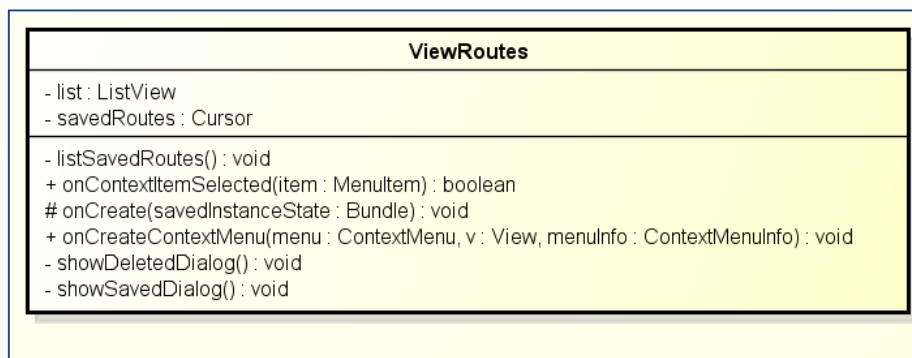 ViewRoutes
- list : ListView
- savedRoutes : Cursor
- listSavedRoutes() : void
+ onContextItemSelected(item : MenuItem) : boolean
# onCreate(savedInstanceState : Bundle) : void
+ onCreateContextMenu(menu : ContextMenu, v : View, menuInfo : ContextMenuInfo) : void
- showDeletedDialog() : void
- showSavedDialog() : void